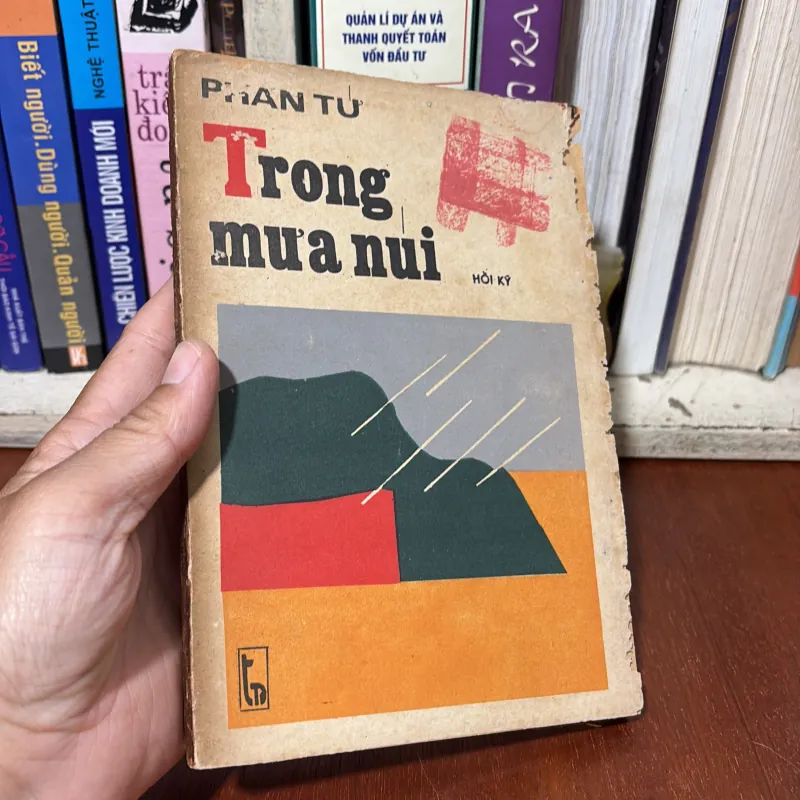 QUẢN LÍ DỰ ÁN VÀ
THANH QUYẾT TOÁN
VỐN ĐẦU TƯ
Biết người. Dùng người. Quản người
NGHỆ THUẬT
CHIẾN LƯỢC KINH DOANH MỚI
RA
PHAN TỨ
Trong
mưa núi
HỒI KÝ